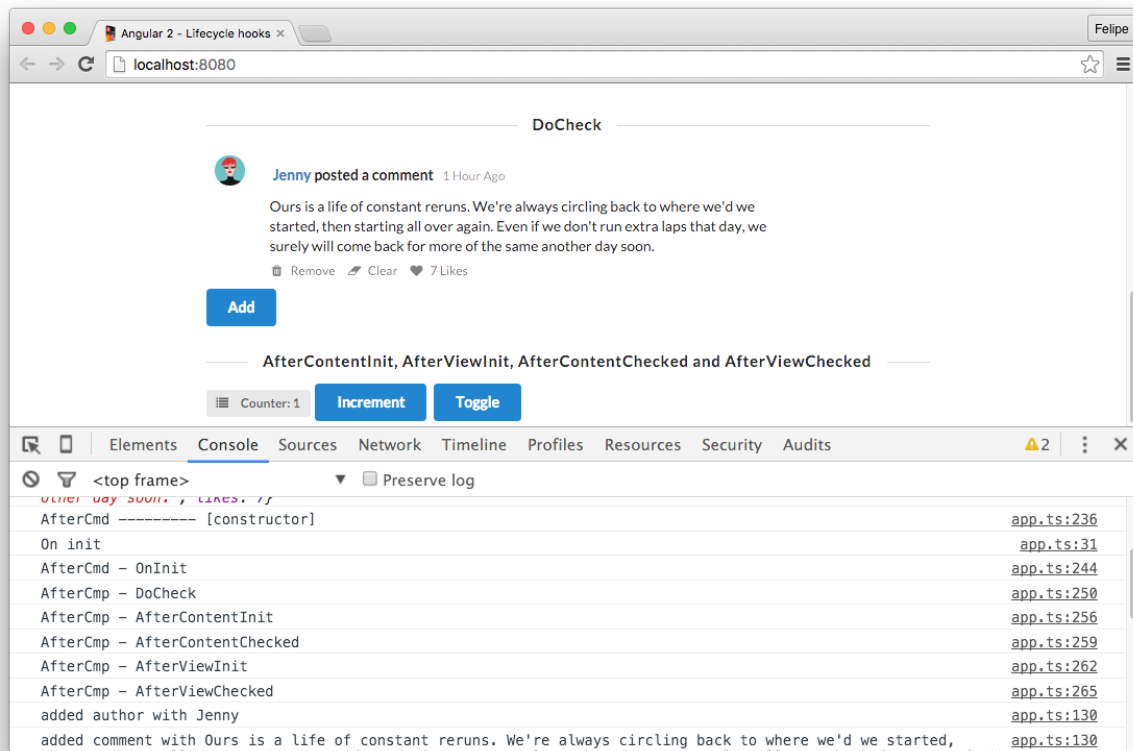 Angular 2 - Lifecycle hooks ×
Felipe
localhost:8080
DoCheck
Jenny posted a comment 1 Hour Ago
Ours is a life of constant reruns. We're always circling back to where we'd we
started, then starting all over again. Even if we don't run extra laps that day, we
surely will come back for more of the same another day soon.
Remove Clear 7 Likes
Add
AfterContentInit, AfterViewInit, AfterContentChecked and AfterViewChecked
Counter: 1 Increment Toggle
Elements Console Sources Network Timeline Profiles Resources Security Audits 2
<top frame> ▼ Preserve log
other day soon.", likes: 7}
AfterCmd --------- [constructor] app.ts:236
On init app.ts:31
AfterCmd - OnInit app.ts:244
AfterCmp - DoCheck app.ts:250
AfterCmp - AfterContentInit app.ts:256
AfterCmp - AfterContentChecked app.ts:259
AfterCmp - AfterViewInit app.ts:262
AfterCmp - AfterViewChecked app.ts:265
added author with Jenny app.ts:130
added comment with Ours is a life of constant reruns. We're always circling back to where we'd we started, app.ts:130